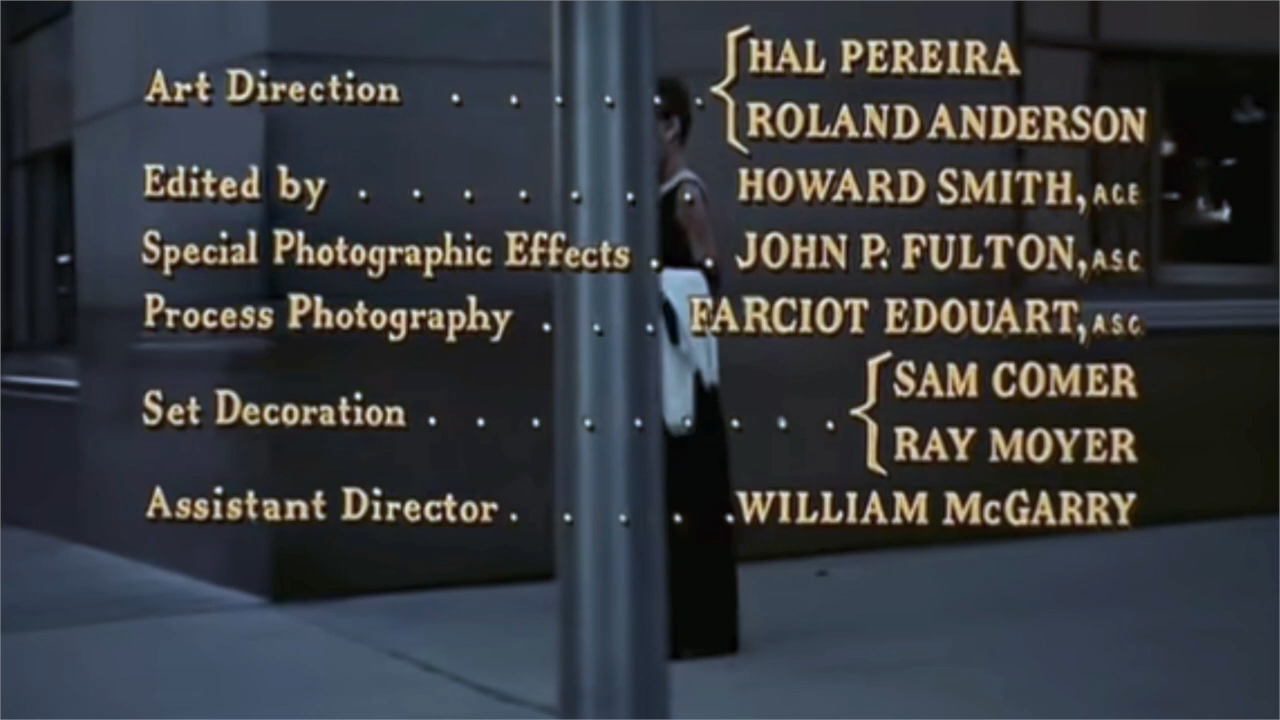 Art Direction . . . . . . HAL PEREIRA
ROLAND ANDERSON
Edited by . . . . . . . HOWARD SMITH, A.C.E.
Special Photographic Effects . . JOHN P. FULTON, A.S.C.
Process Photography . . . FARCIOT EDOUART, A.S.C.
Set Decoration . . . . . . . . . SAM COMER
RAY MOYER
Assistant Director . . . . . WILLIAM McGARRY